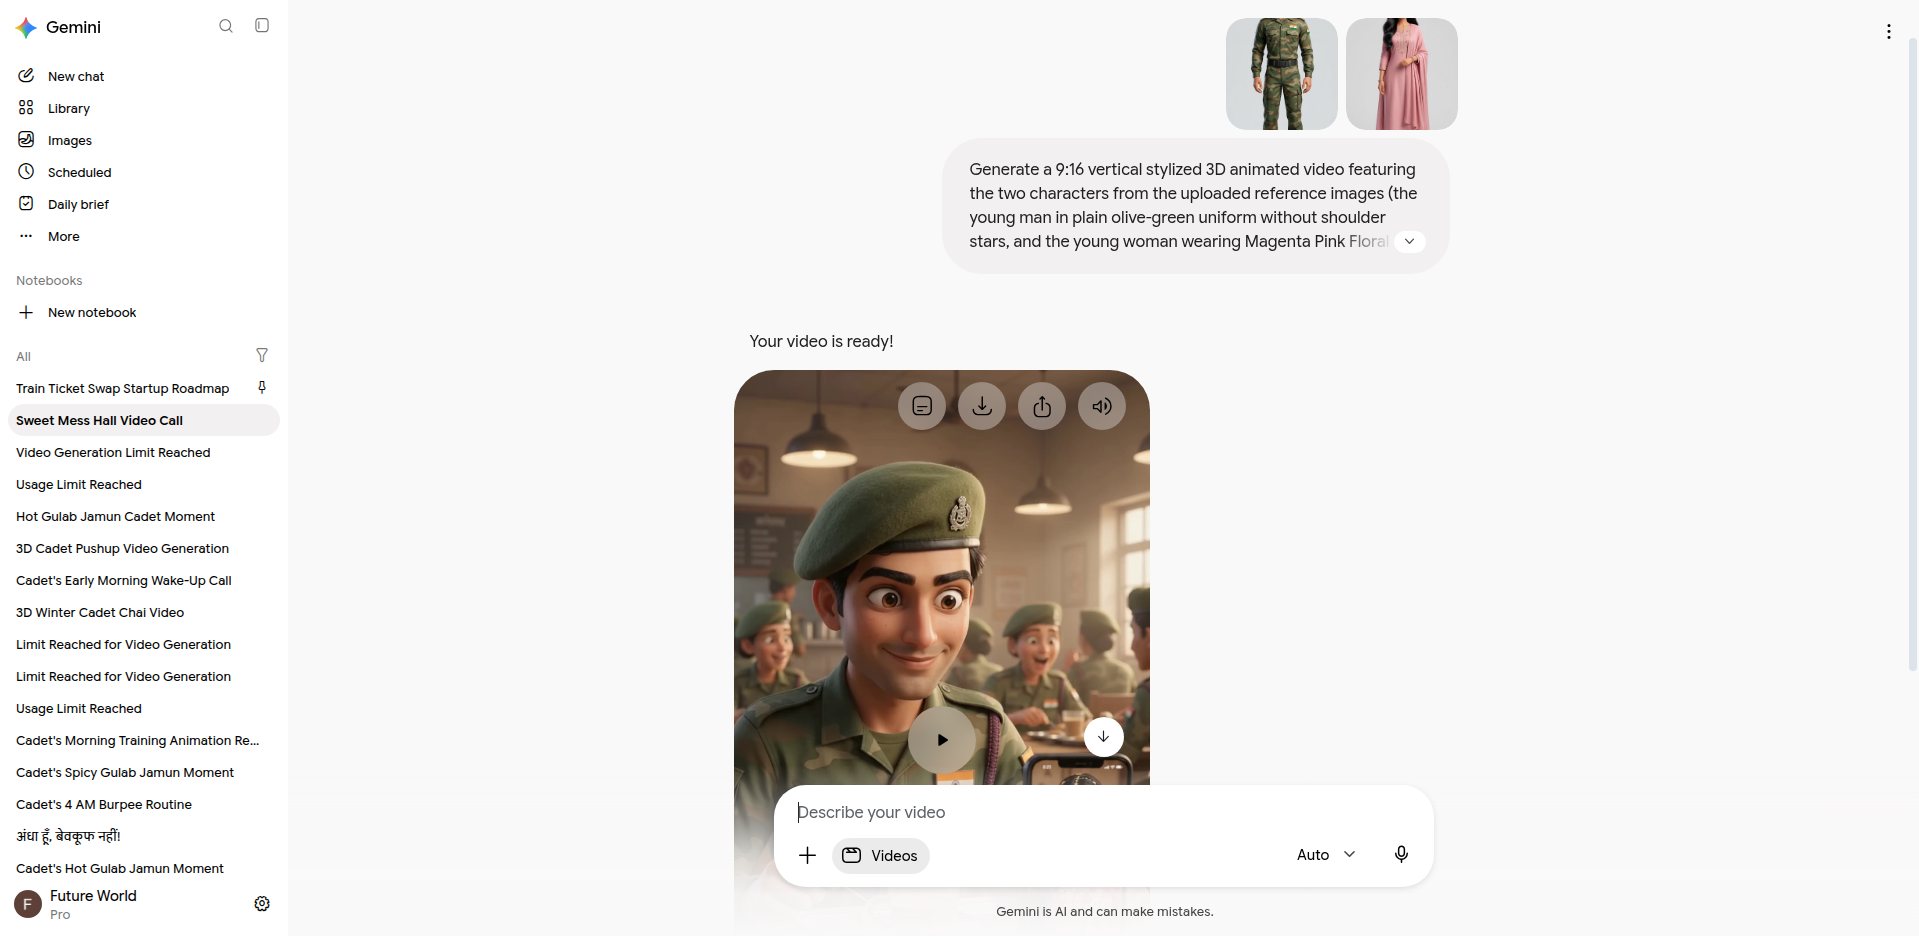 Gemini
New chat
Library
Images
Scheduled
Daily brief
More
Notebooks
New notebook
All
Train Ticket Swap Startup Roadmap
Sweet Mess Hall Video Call
Video Generation Limit Reached
Usage Limit Reached
Hot Gulab Jamun Cadet Moment
3D Cadet Pushup Video Generation
Cadet's Early Morning Wake-Up Call
3D Winter Cadet Chai Video
Limit Reached for Video Generation
Limit Reached for Video Generation
Usage Limit Reached
Cadet's Morning Training Animation Re...
Cadet's Spicy Gulab Jamun Moment
Cadet's 4 AM Burpee Routine
अंधा हूँ, बेवकूफ नहीं!
Cadet's Hot Gulab Jamun Moment
F
Future World
Pro
Generate a 9:16 vertical stylized 3D animated video featuring
the two characters from the uploaded reference images (the
young man in plain olive-green uniform without shoulder
stars, and the young woman wearing Magenta Pink Floral
Your video is ready!
Describe your video
Videos
Auto
Gemini is AI and can make mistakes.